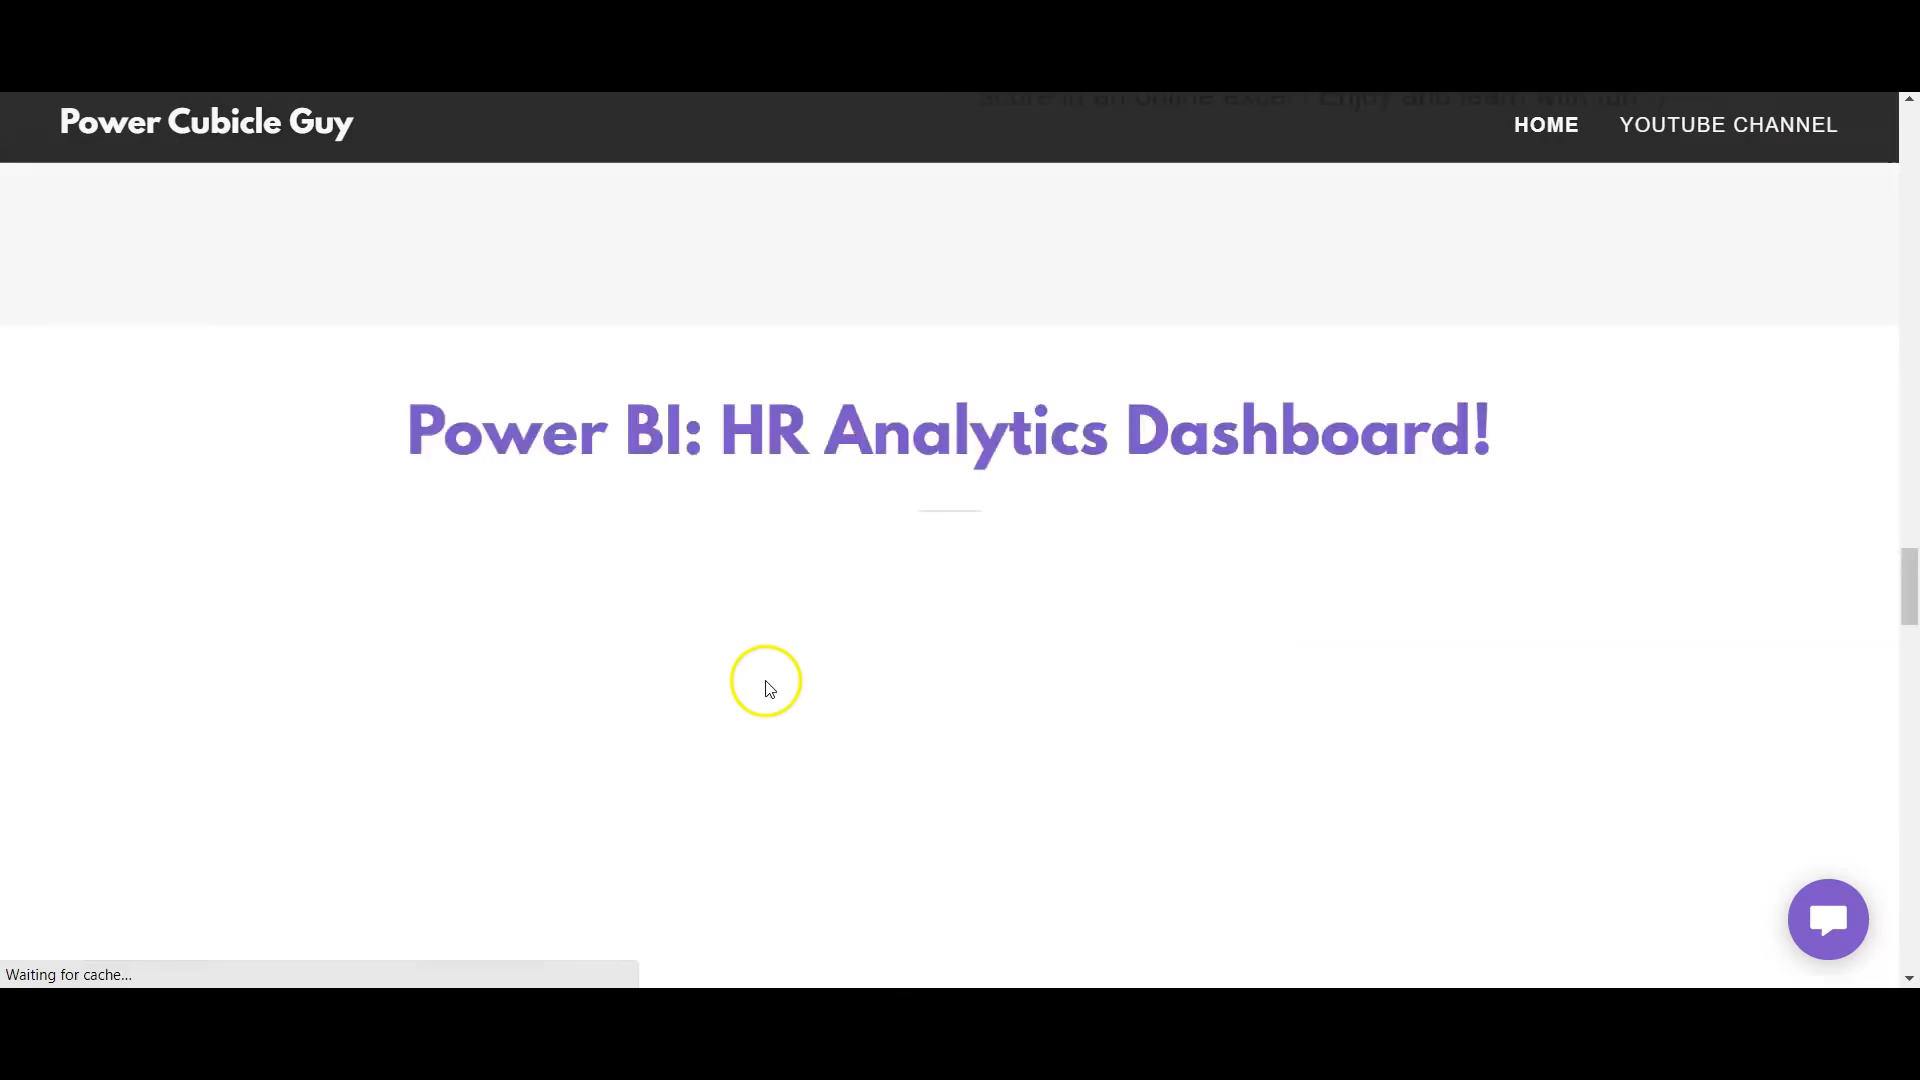 Power Cubicle Guy
HOME
YOUTUBE CHANNEL
Power BI: HR Analytics Dashboard!
Waiting for cache...